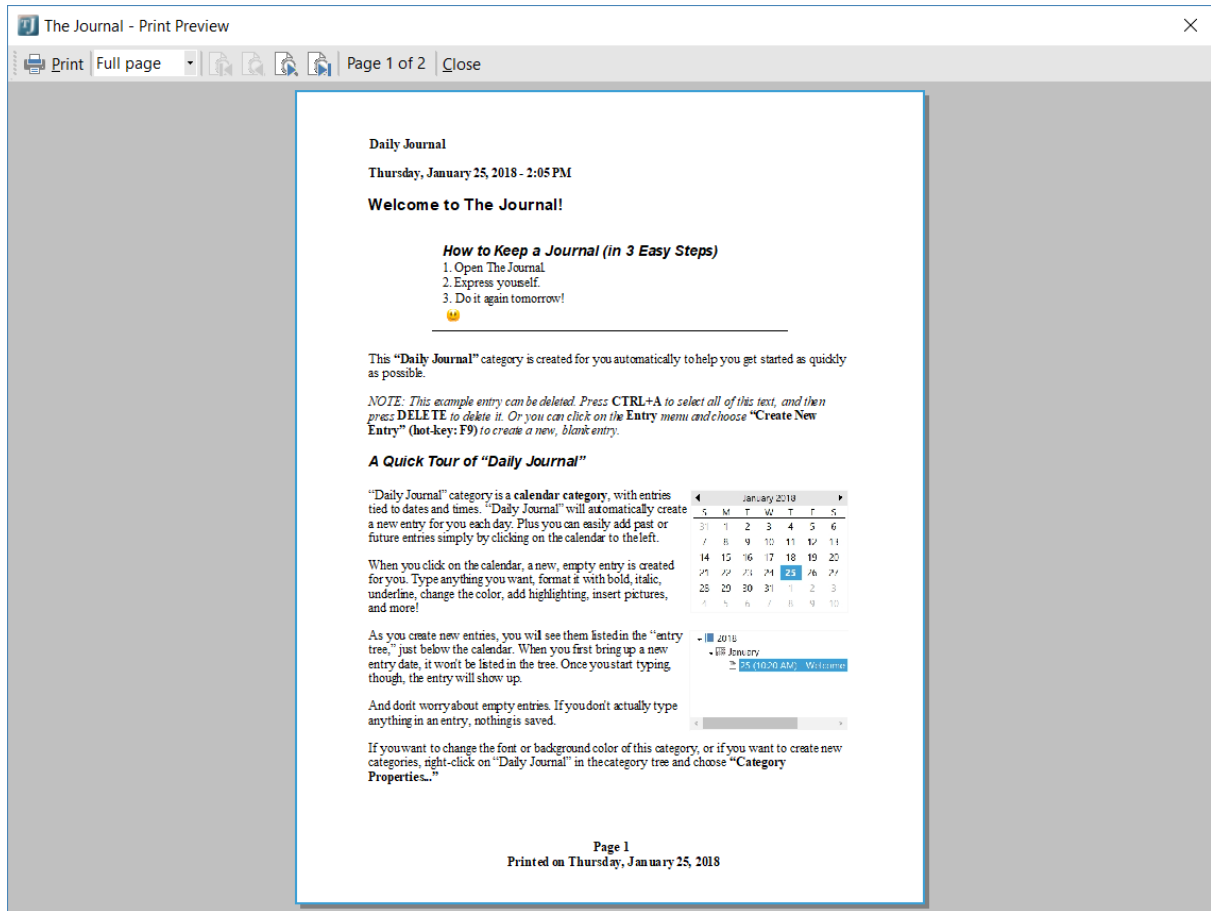 The Journal - Print Preview
Print Full page Page 1 of 2 Close
Daily Journal
Thursday, January 25, 2018 - 2:05 PM
Welcome to The Journal!
How to Keep a Journal (in 3 Easy Steps)
1. Open The Journal.
2. Express yourself.
3. Do it again tomorrow!
This “Daily Journal” category is created for you automatically to help you get started as quickly
as possible.
NOTE: This example entry can be deleted. Press CTRL+A to select all of this text, and then
press DELETE to delete it. Or you can click on the Entry menu and choose “Create New
Entry” (hot-key: F9) to create a new, blank entry.
A Quick Tour of “Daily Journal”
“Daily Journal” category is a calendar category, with entries
tied to dates and times. “Daily Journal” will automatically create
a new entry for you each day. Plus you can easily add past or
future entries simply by clicking on the calendar to the left.
When you click on the calendar, a new, empty entry is created
for you. Type anything you want, format it with bold, italic,
underline, change the color, add highlighting, insert pictures,
and more!
January 2018
S M T W T F S
31 1 2 3 4 5 6
7 8 9 10 11 12 13
14 15 16 17 18 19 20
21 22 23 24 25 26 27
28 29 30 31 1 2 3
4 5 6 7 8 9 10
As you create new entries, you will see them listed in the “entry
tree,” just below the calendar. When you first bring up a new
entry date, it won't be listed in the tree. Once you start typing,
though, the entry will show up.
And don't worry about empty entries. If you don't actually type
anything in an entry, nothing is saved.
2018
January
25 (10:20 AM) Welcome
If you want to change the font or background color of this category, or if you want to create new
categories, right-click on “Daily Journal” in the category tree and choose “Category
Properties...”
Page 1
Printed on Thursday, January 25, 2018